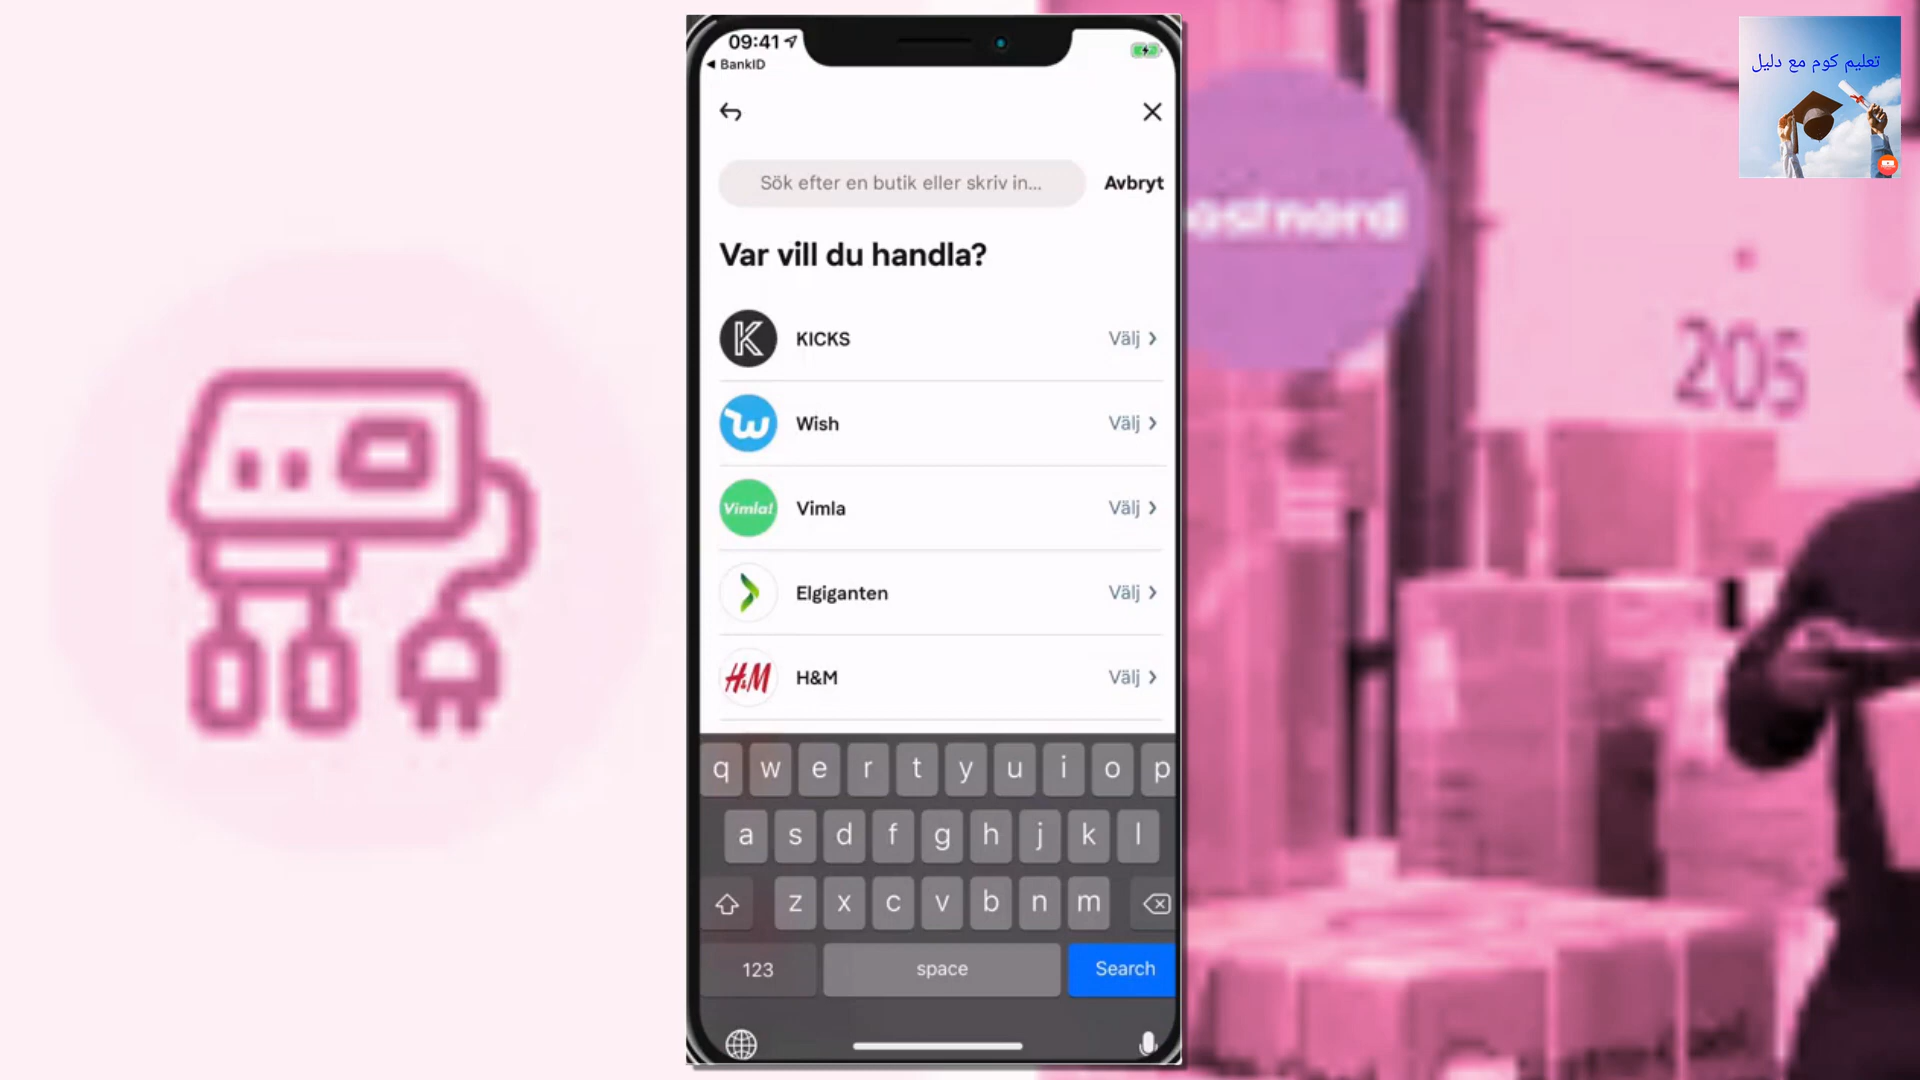 09:41
BankID
Sök efter en butik eller skriv in...
Avbryt
Var vill du handla?
KICKS
Välj
Wish
Välj
Vimla!
Vimla
Välj
Elgiganten
Välj
H&M
H&M
Välj
q w e r t y u i o p
a s d f g h j k l
z x c v b n m
123
space
Search
ostnord
205
تعليم كوم مع دليل